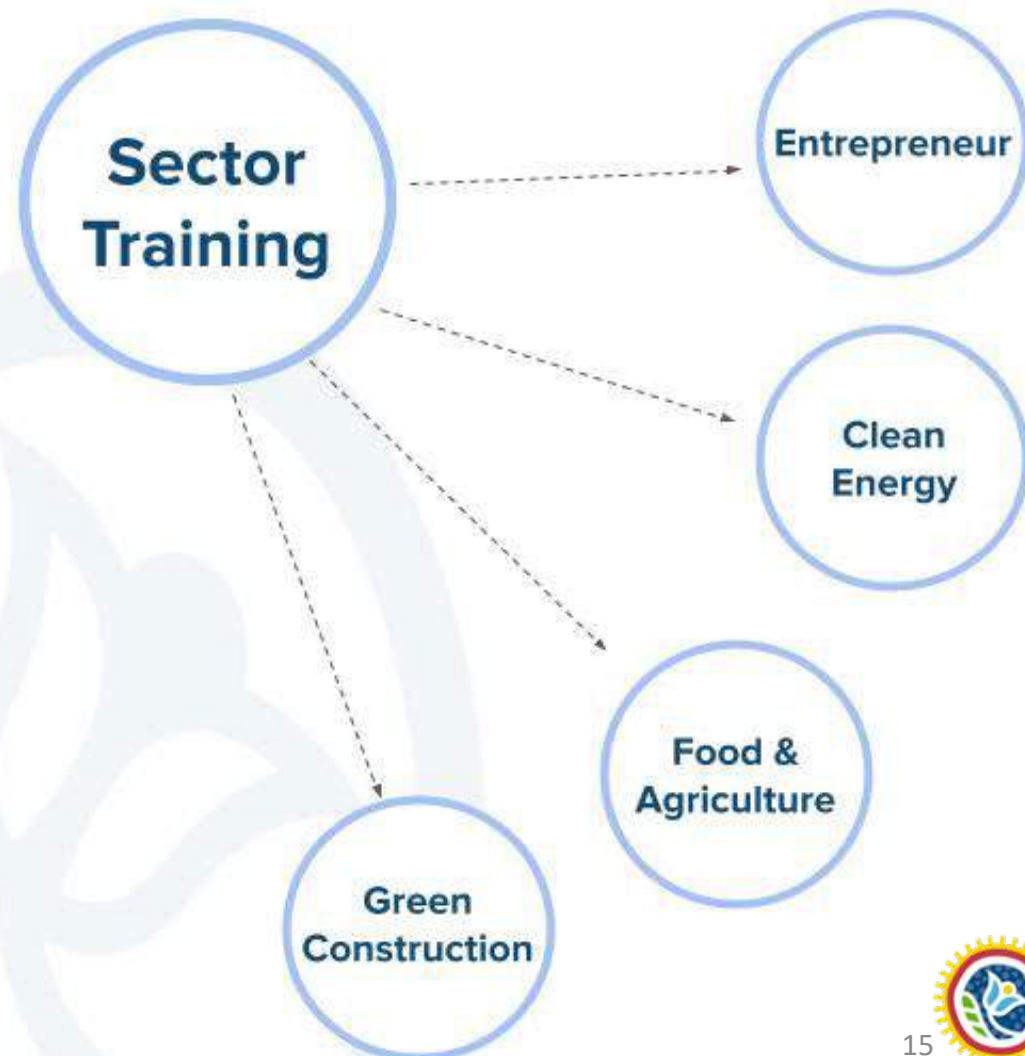 Sector
Training
Entrepreneur
Clean
Energy
Food &
Agriculture
Green
Construction
15